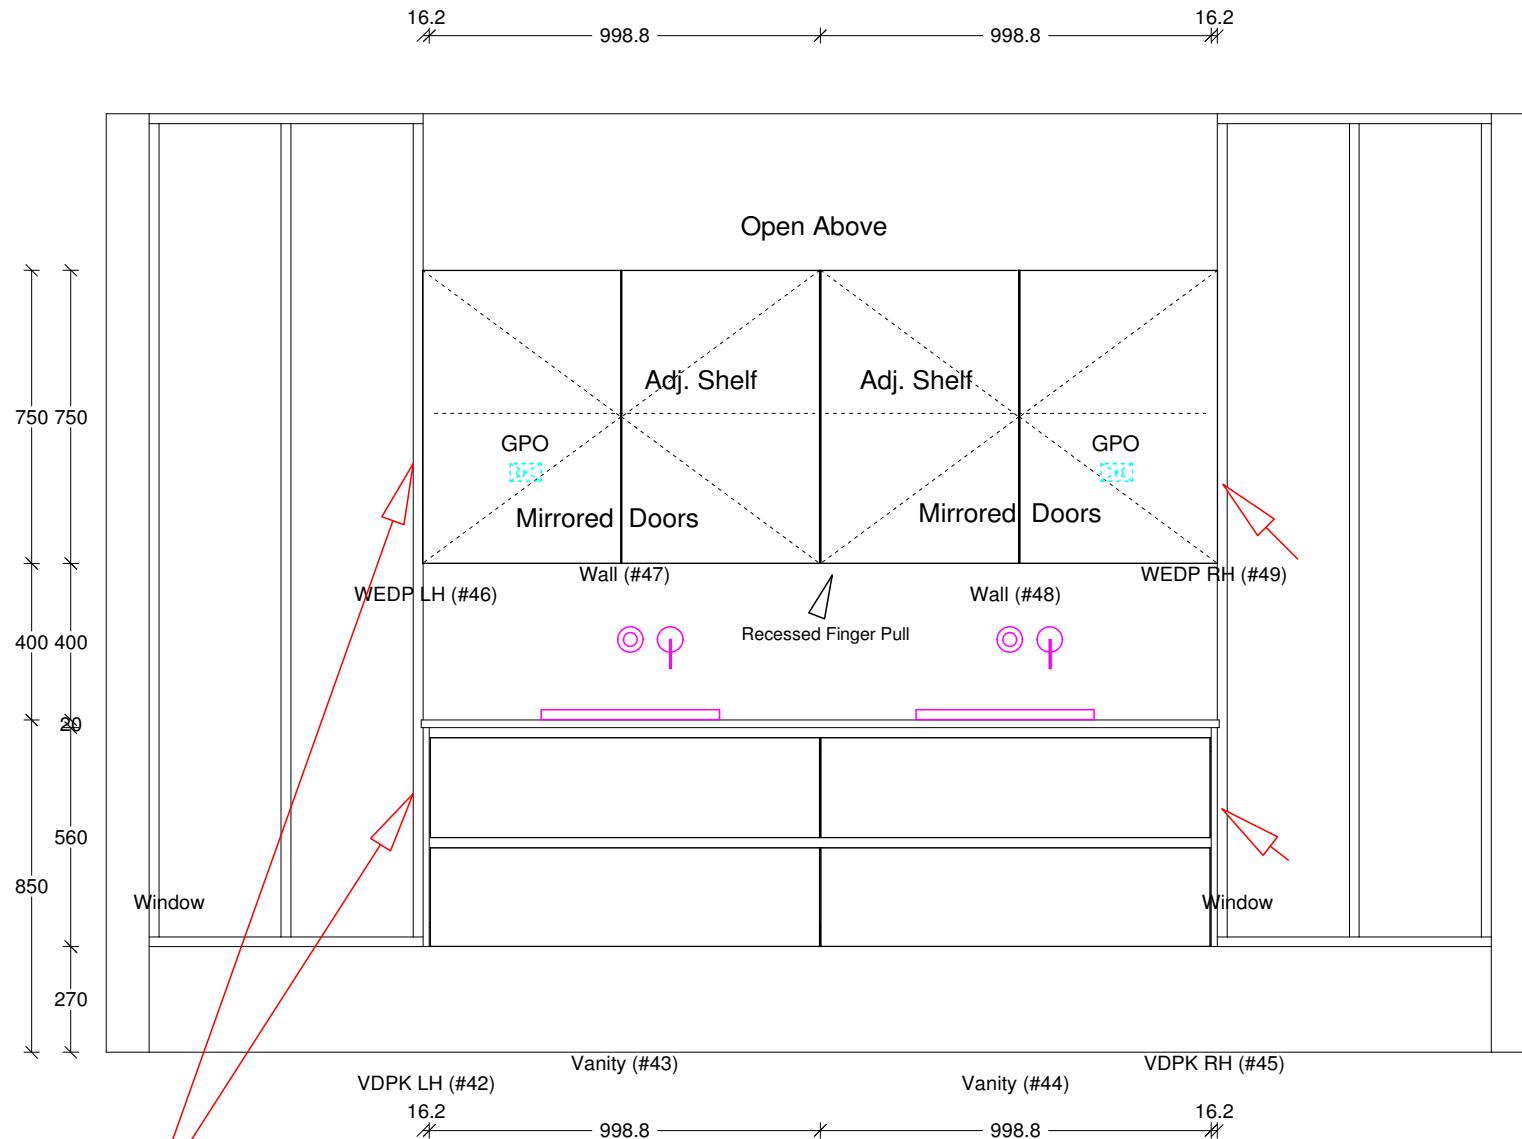 16.2 16.2
998.8 998.8
Open Above
Adj. Shelf Adj. Shelf
750 750
GPO GPO
Mirrored Doors Mirrored Doors
Wall (#47) WEDP RH (#49)
WEDP LH (#46) Wall (#48)
Recessed Finger Pull
400 400
20
560
850
Window Window
270
Vanity (#43) VDPK RH (#45)
VDPK LH (#42) Vanity (#44)
16.2 16.2
998.8 998.8